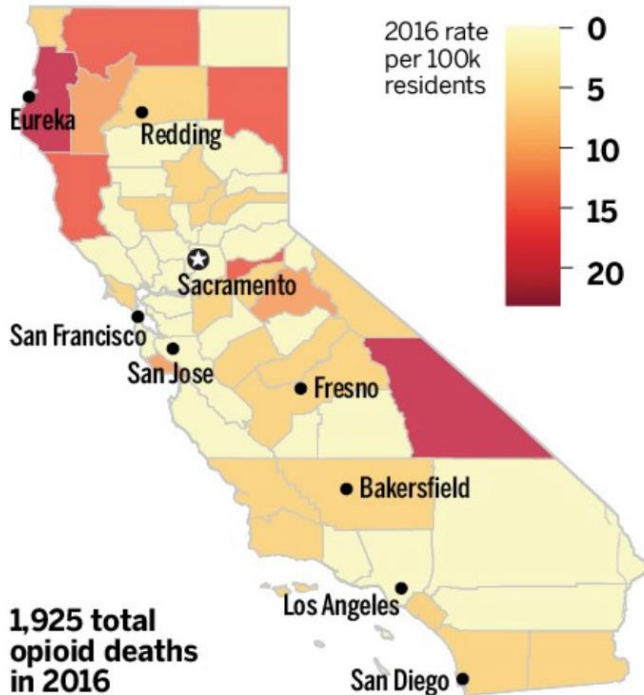 2016 rate
per 100k
residents
0
5
10
15
20
Eureka
Redding
Sacramento
San Francisco
San Jose
Fresno
Bakersfield
Los Angeles
San Diego
1,925 total
opioid deaths
in 2016